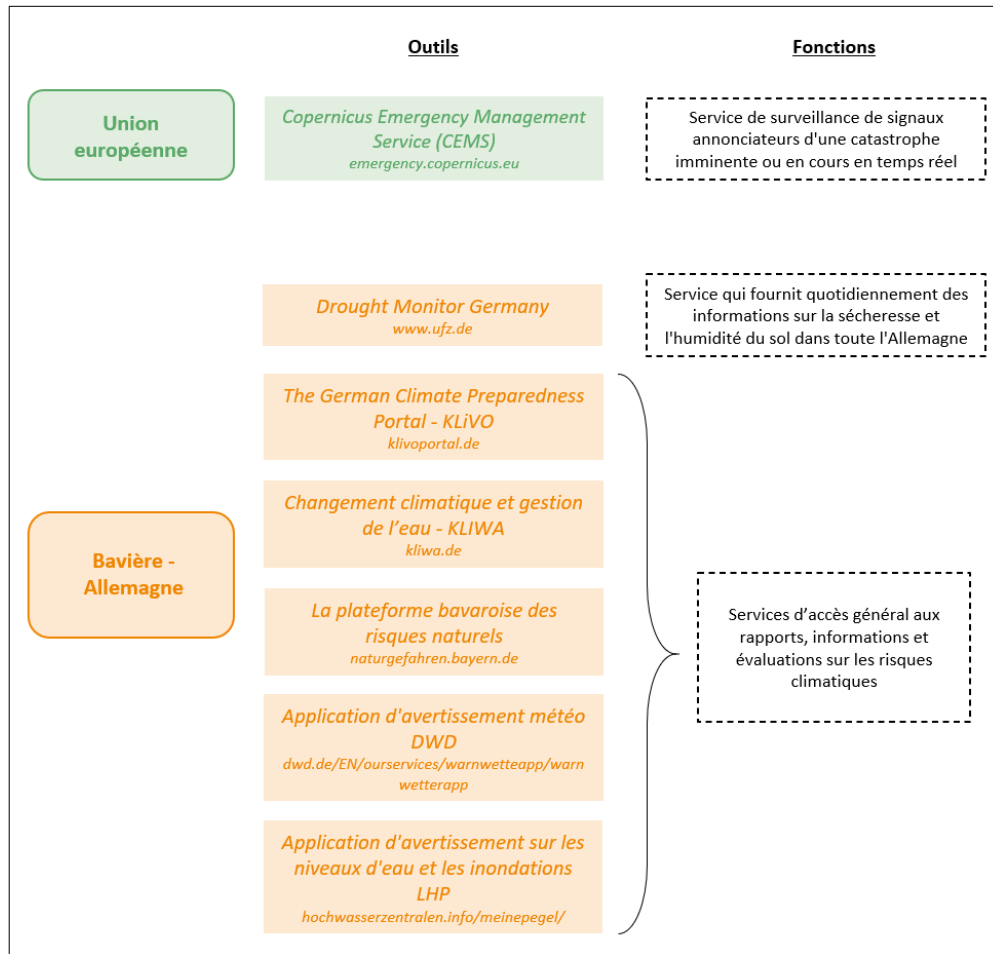 Outils
Fonctions
Union
européenne
Copernicus Emergency Management
Service (CEMS)
emergency.copernicus.eu
Service de surveillance de signaux
annonciateurs d'une catastrophe
imminente ou en cours en temps réel
Drought Monitor Germany
www.ufz.de
Service qui fournit quotidiennement des
informations sur la sécheresse et
l'humidité du sol dans toute l'Allemagne
Bavière -
Allemagne
The German Climate Preparedness
Portal - KLiVO
klivoportal.de
Changement climatique et gestion
de l’eau - KLIWA
kliwa.de
La plateforme bavaroise des
risques naturels
naturgefahren.bayern.de
Application d'avertissement météo
DWD
dwd.de/EN/ourservices/warnwetteapp/warn
wetterapp
Application d'avertissement sur les
niveaux d'eau et les inondations
LHP
hochwasserzentralen.info/meinepegel/
Services d’accès général aux
rapports, informations et
évaluations sur les risques
climatiques